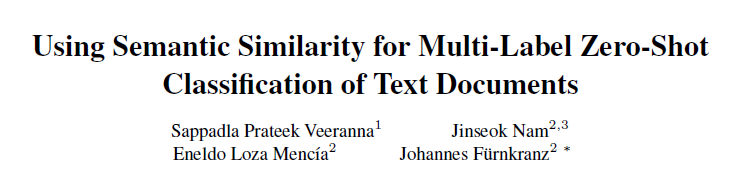 Using Semantic Similarity for Multi-Label Zero-Shot
Classification of Text Documents
Sappadla Prateek Veeranna¹ Jinseok Nam²,³
Eneldo Loza Mencía² Johannes Fürnkranz² *